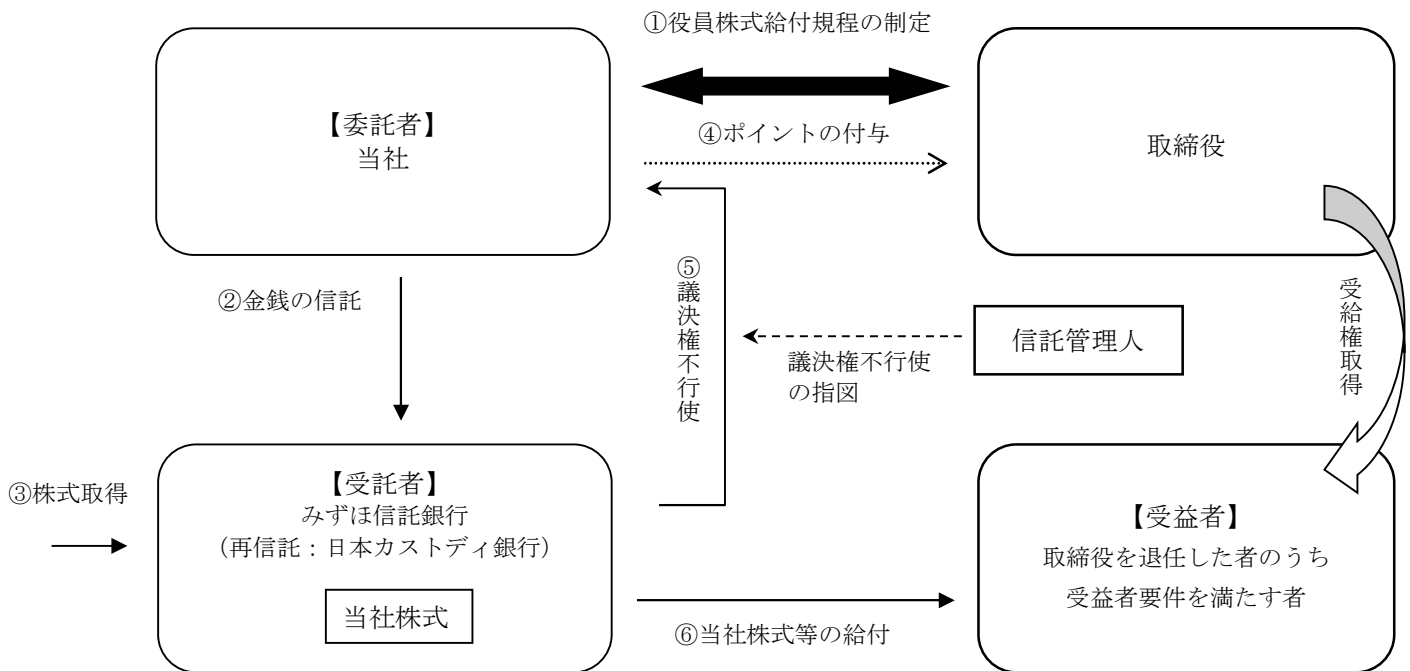 ①役員株式給付規程の制定
【委託者】
当社
④ポイントの付与
取締役
②金銭の信託
⑤議決権不行使
議決権不行使
の指図
信託管理人
受給権取得
③株式取得
【受託者】
みずほ信託銀行
（再信託：日本カストディ銀行）
当社株式
⑥当社株式等の給付
【受益者】
取締役を退任した者のうち
受益者要件を満たす者